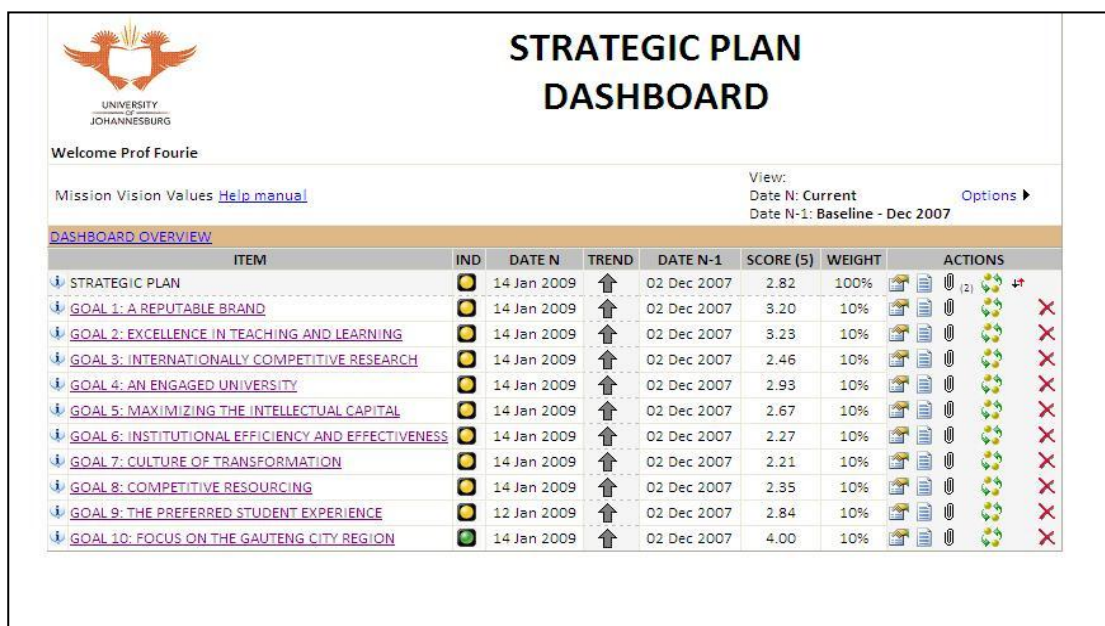 STRATEGIC PLAN
DASHBOARD
UNIVERSITY
OF
JOHANNESBURG
Welcome Prof Fourie
Mission Vision Values Help manual
View:
Date N: Current
Date N-1: Baseline - Dec 2007
Options
DASHBOARD OVERVIEW
ITEM IND DATE N TREND DATE N-1 SCORE (5) WEIGHT ACTIONS
STRATEGIC PLAN 14 Jan 2009 02 Dec 2007 2.82 100% (2)
GOAL 1: A REPUTABLE BRAND 14 Jan 2009 02 Dec 2007 3.20 10%
GOAL 2: EXCELLENCE IN TEACHING AND LEARNING 14 Jan 2009 02 Dec 2007 3.23 10%
GOAL 3: INTERNATIONALLY COMPETITIVE RESEARCH 14 Jan 2009 02 Dec 2007 2.46 10%
GOAL 4: AN ENGAGED UNIVERSITY 14 Jan 2009 02 Dec 2007 2.93 10%
GOAL 5: MAXIMIZING THE INTELLECTUAL CAPITAL 14 Jan 2009 02 Dec 2007 2.67 10%
GOAL 6: INSTITUTIONAL EFFICIENCY AND EFFECTIVENESS 14 Jan 2009 02 Dec 2007 2.27 10%
GOAL 7: CULTURE OF TRANSFORMATION 14 Jan 2009 02 Dec 2007 2.21 10%
GOAL 8: COMPETITIVE RESOURCING 14 Jan 2009 02 Dec 2007 2.35 10%
GOAL 9: THE PREFERRED STUDENT EXPERIENCE 12 Jan 2009 02 Dec 2007 2.84 10%
GOAL 10: FOCUS ON THE GAUTENG CITY REGION 14 Jan 2009 02 Dec 2007 4.00 10%